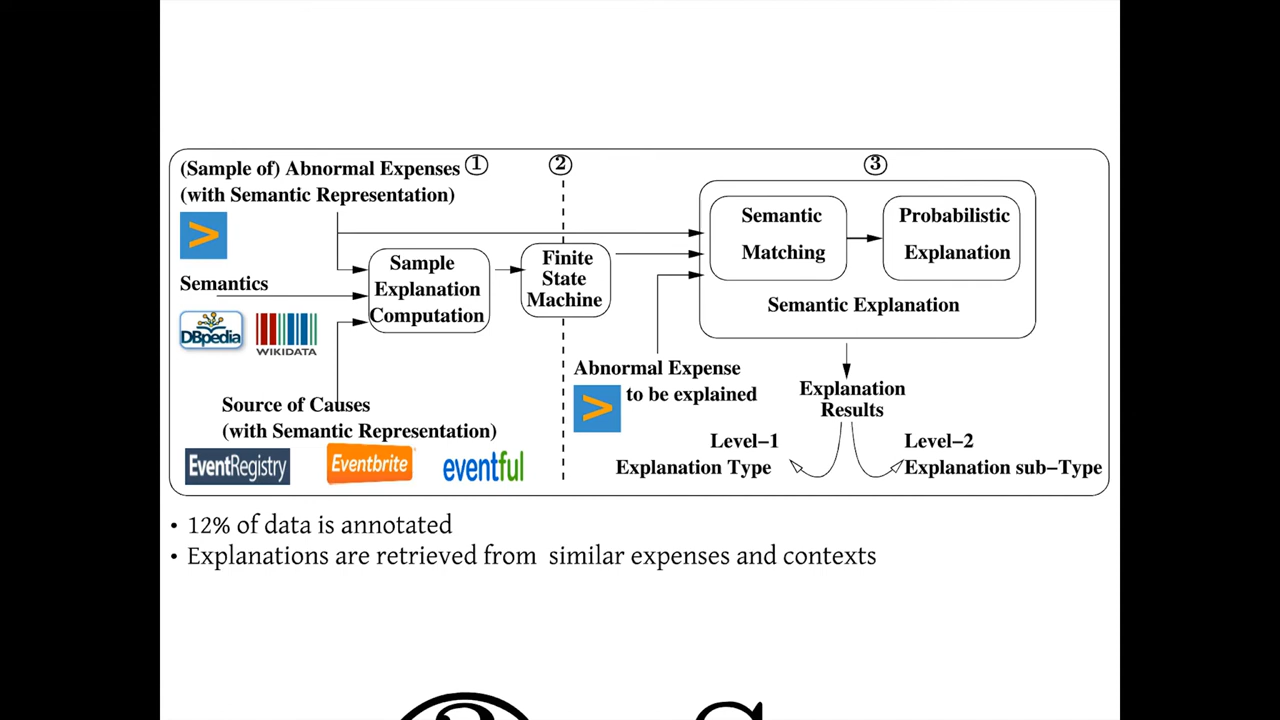 (Sample of) Abnormal Expenses ①
(with Semantic Representation)
>
Semantics
DBpedia
WIKIDATA
Source of Causes
(with Semantic Representation)
EventRegistry
Eventbrite
eventful
Sample
Explanation
Computation
②
Finite
State
Machine
③
Semantic
Matching
Probabilistic
Explanation
Semantic Explanation
Abnormal Expense
to be explained
>
Explanation
Results
Level-1
Explanation Type
Level-2
Explanation sub-Type
• 12% of data is annotated
• Explanations are retrieved from similar expenses and contexts